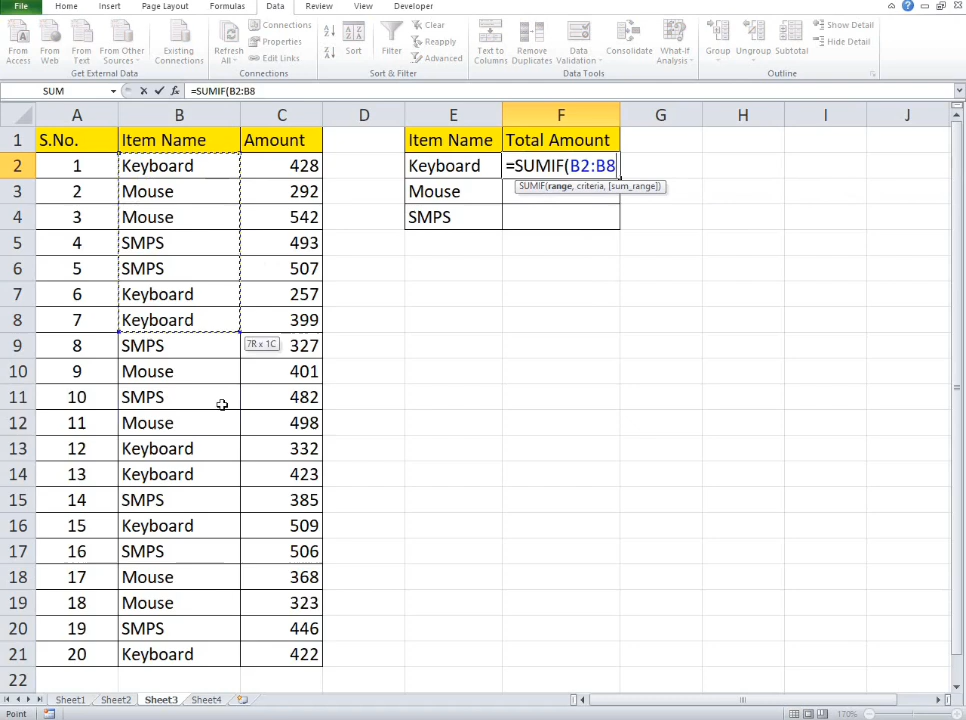 File Home Insert Page Layout Formulas Data Review View Developer
From Access From Web From Text From Other Sources Existing Connections Refresh All Connections Properties Edit Links Sort Filter Clear Reapply Advanced Text to Columns Remove Duplicates Data Validation Consolidate What-If Analysis Group Ungroup Subtotal Show Detail Hide Detail
Get External Data Connections Sort & Filter Data Tools Outline
SUM fx =SUMIF(B2:B8
A B C D E F G H I J
1 S.No. Item Name Amount Item Name Total Amount
2 1 Keyboard 428 Keyboard =SUMIF(B2:B8
SUMIF(range, criteria, [sum_range])
3 2 Mouse 292 Mouse
4 3 Mouse 542 SMPS
5 4 SMPS 493
6 5 SMPS 507
7 6 Keyboard 257
8 7 Keyboard 399
7R x 1C
9 8 SMPS 327
10 9 Mouse 401
11 10 SMPS 482
12 11 Mouse 498
13 12 Keyboard 332
14 13 Keyboard 423
15 14 SMPS 385
16 15 Keyboard 509
17 16 SMPS 506
18 17 Mouse 368
19 18 Mouse 323
20 19 SMPS 446
21 20 Keyboard 422
22
Sheet1 Sheet2 Sheet3 Sheet4
Point 170%